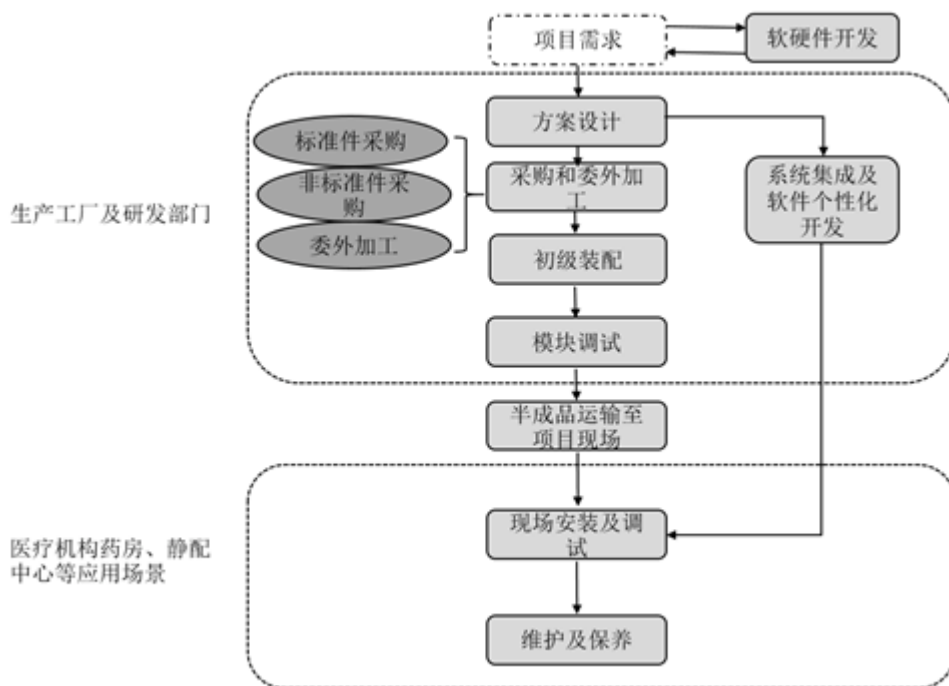 项目需求
软硬件开发
方案设计
标准件采购
非标准件采
购
委外加工
采购和委外加
工
系统集成及
软件个性化
开发
生产工厂及研发部门
初级装配
模块调试
半成品运输至
项目现场
现场安装及调
试
医疗机构药房、静配
中心等应用场景
维护及保养